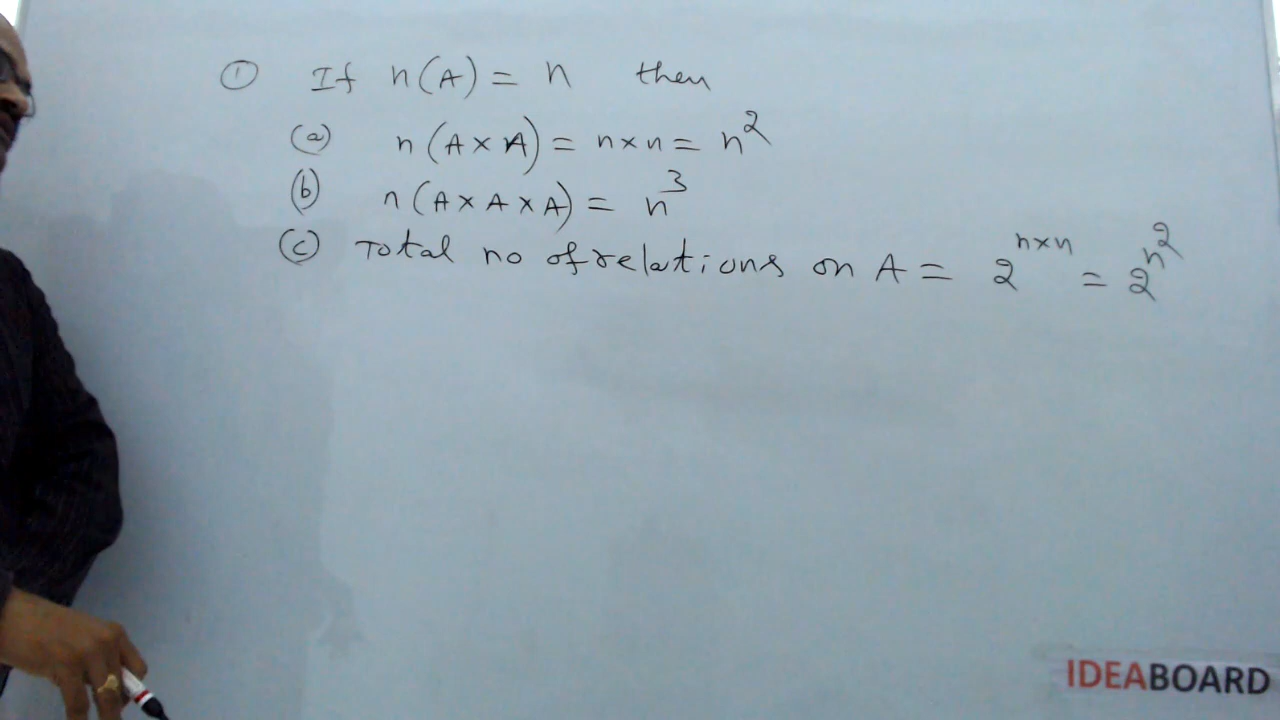 ① If n(A) = n then
(a) n(A×A) = n×n = n²
(b) n(A×A×A) = n³
(c) Total no of relations on A = 2^{n×n} = 2^{n²}
IDEABOARD